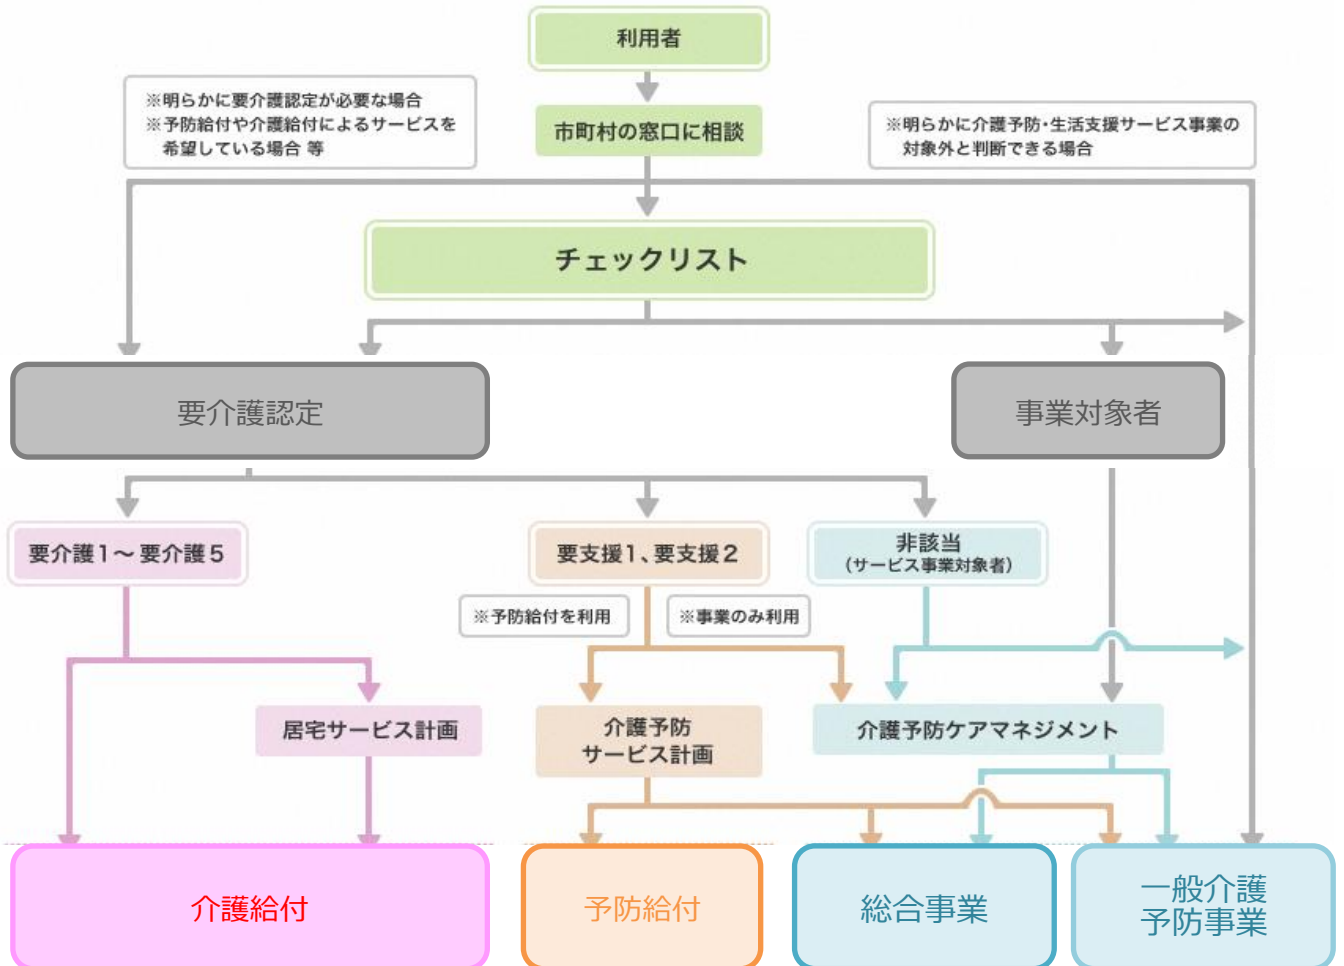 利用者
※明らかに要介護認定が必要な場合
※予防給付や介護給付によるサービスを
希望している場合 等
市町村の窓口に相談
※明らかに介護予防・生活支援サービス事業の
対象外と判断できる場合
チェックリスト
要介護認定
事業対象者
要介護1～要介護5
要支援1、要支援2
非該当
（サービス事業対象者）
※予防給付を利用
※事業のみ利用
居宅サービス計画
介護予防
サービス計画
介護予防ケアマネジメント
介護給付
予防給付
総合事業
一般介護
予防事業